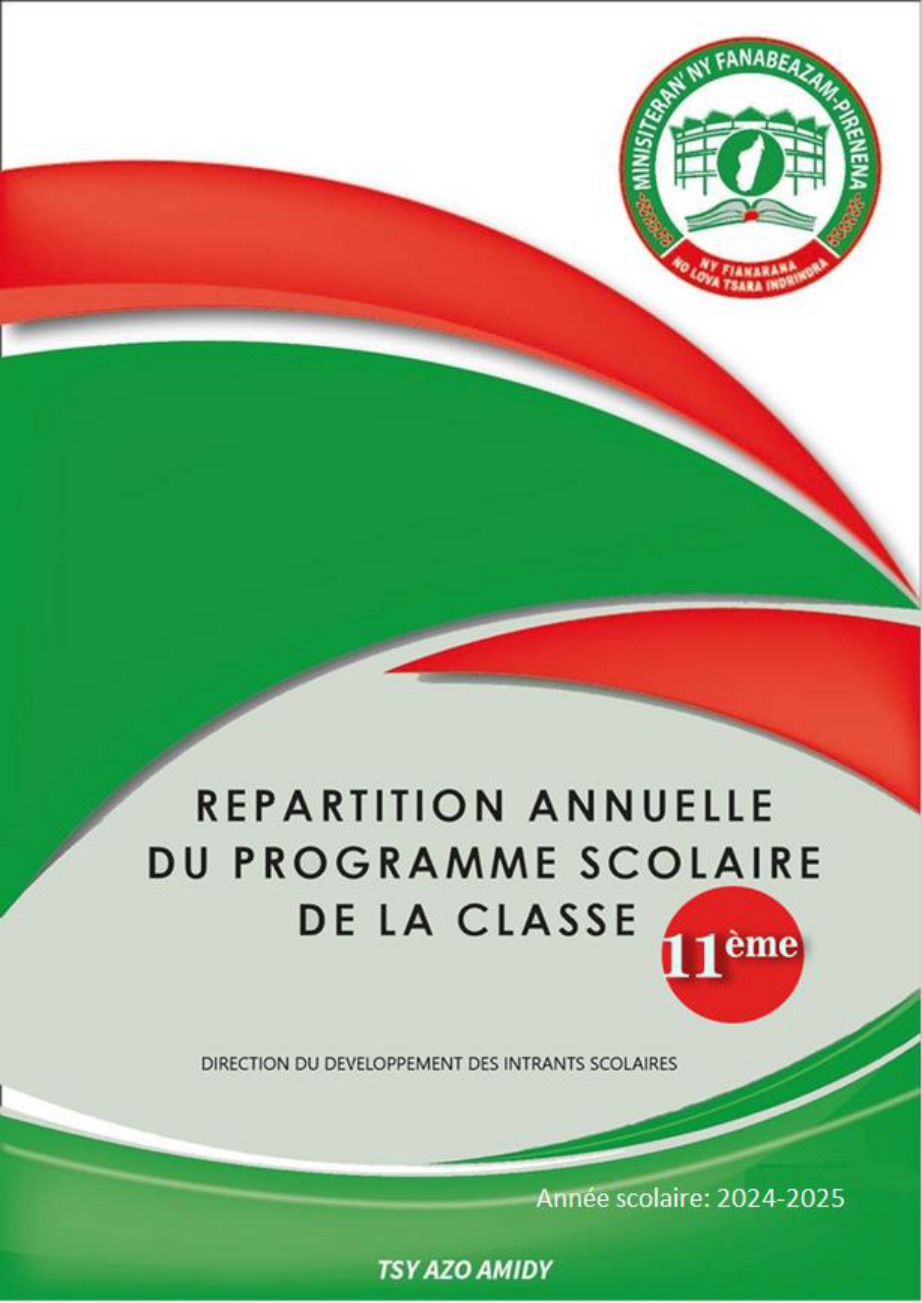 MINISITERAN' NY FANABEAZAM-PIRENENA
NY FIANARANA
NO LOVA TSARA INDRINDRA
REPARTITION ANNUELLE
DU PROGRAMME SCOLAIRE
DE LA CLASSE
11ème
DIRECTION DU DEVELOPPEMENT DES INTRANTS SCOLAIRES
Année scolaire: 2024-2025
TSY AZO AMIDY